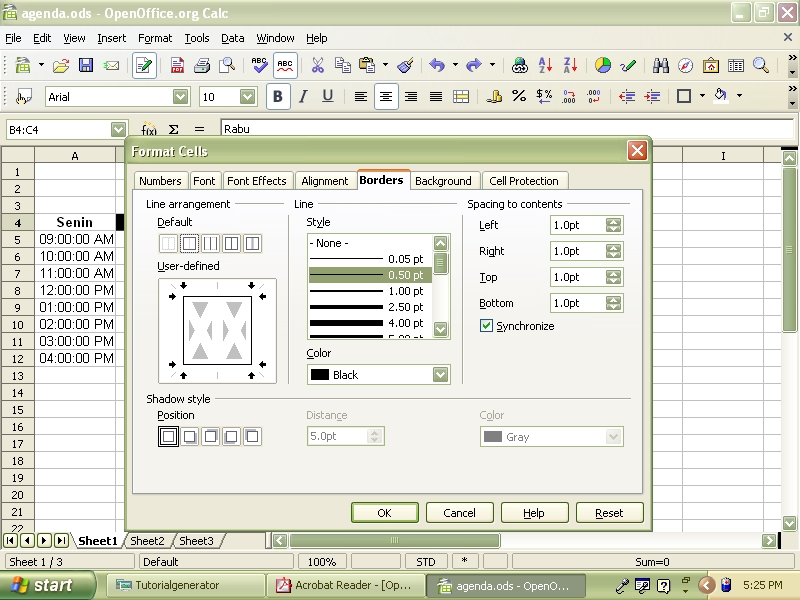 agenda.ods - OpenOffice.org Calc
File Edit View Insert Format Tools Data Window Help
Arial 10
B4:C4 f(x) Σ = Rabu
A I
1
2
3
4 Senin
5 09:00:00 AM
6 10:00:00 AM
7 11:00:00 AM
8 12:00:00 PM
9 01:00:00 PM
10 02:00:00 PM
11 03:00:00 PM
12 04:00:00 PM
13
14
15
16
17
18
19
20
21
22
Format Cells
Numbers Font Font Effects Alignment Borders Background Cell Protection
Line arrangement
Default
User-defined
Line
Style
- None -
0.05 pt
0.50 pt
1.00 pt
2.50 pt
4.00 pt
5.00 pt
Color
Black
Spacing to contents
Left 1.0pt
Right 1.0pt
Top 1.0pt
Bottom 1.0pt
Synchronize
Shadow style
Position
Distance
5.0pt
Color
Gray
OK Cancel Help Reset
Sheet1 Sheet2 Sheet3
Sheet 1 / 3 Default 100% STD * Sum=0
start Tutorialgenerator Acrobat Reader - [Op... agenda.ods - OpenO... 5:25 PM